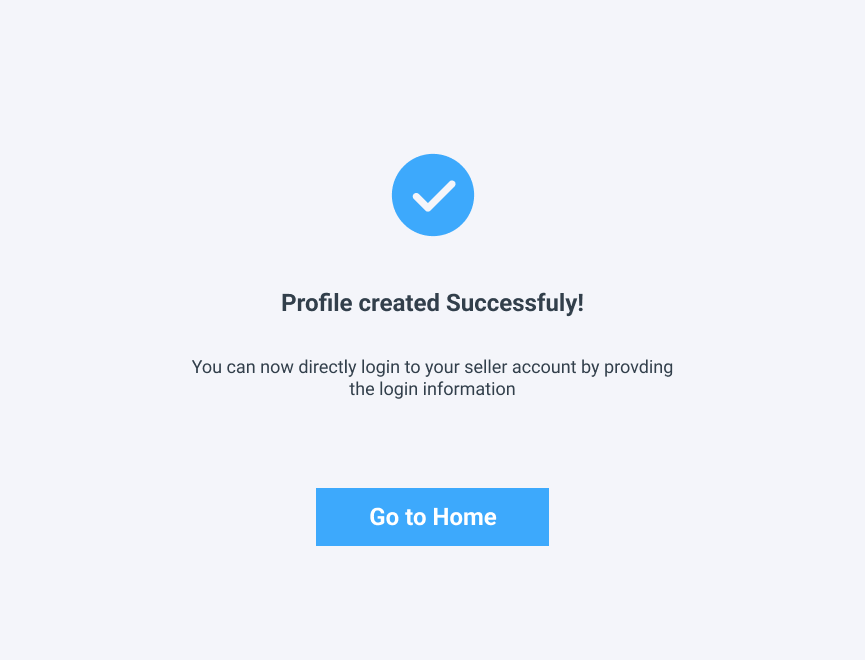 Profile created Successfuly!
You can now directly login to your seller account by provding
the login information
Go to Home